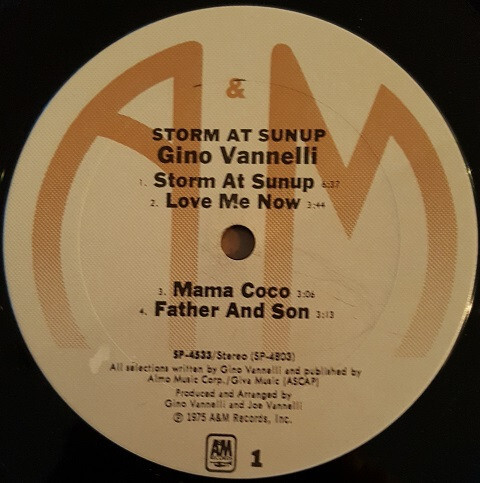 A&M
STORM AT SUNUP
Gino Vannelli
1. Storm At Sunup 6:37
2. Love Me Now 3:44
3. Mama Coco 3:06
4. Father And Son 3:13
SP-4533/Stereo (SP-4803)
All selections written by Gino Vannelli and published by
Almo Music Corp./Giva Music (ASCAP)
Produced and Arranged by
Gino Vannelli and Joe Vannelli
℗ 1975 A&M Records, Inc.
A&M
RECORDS
1